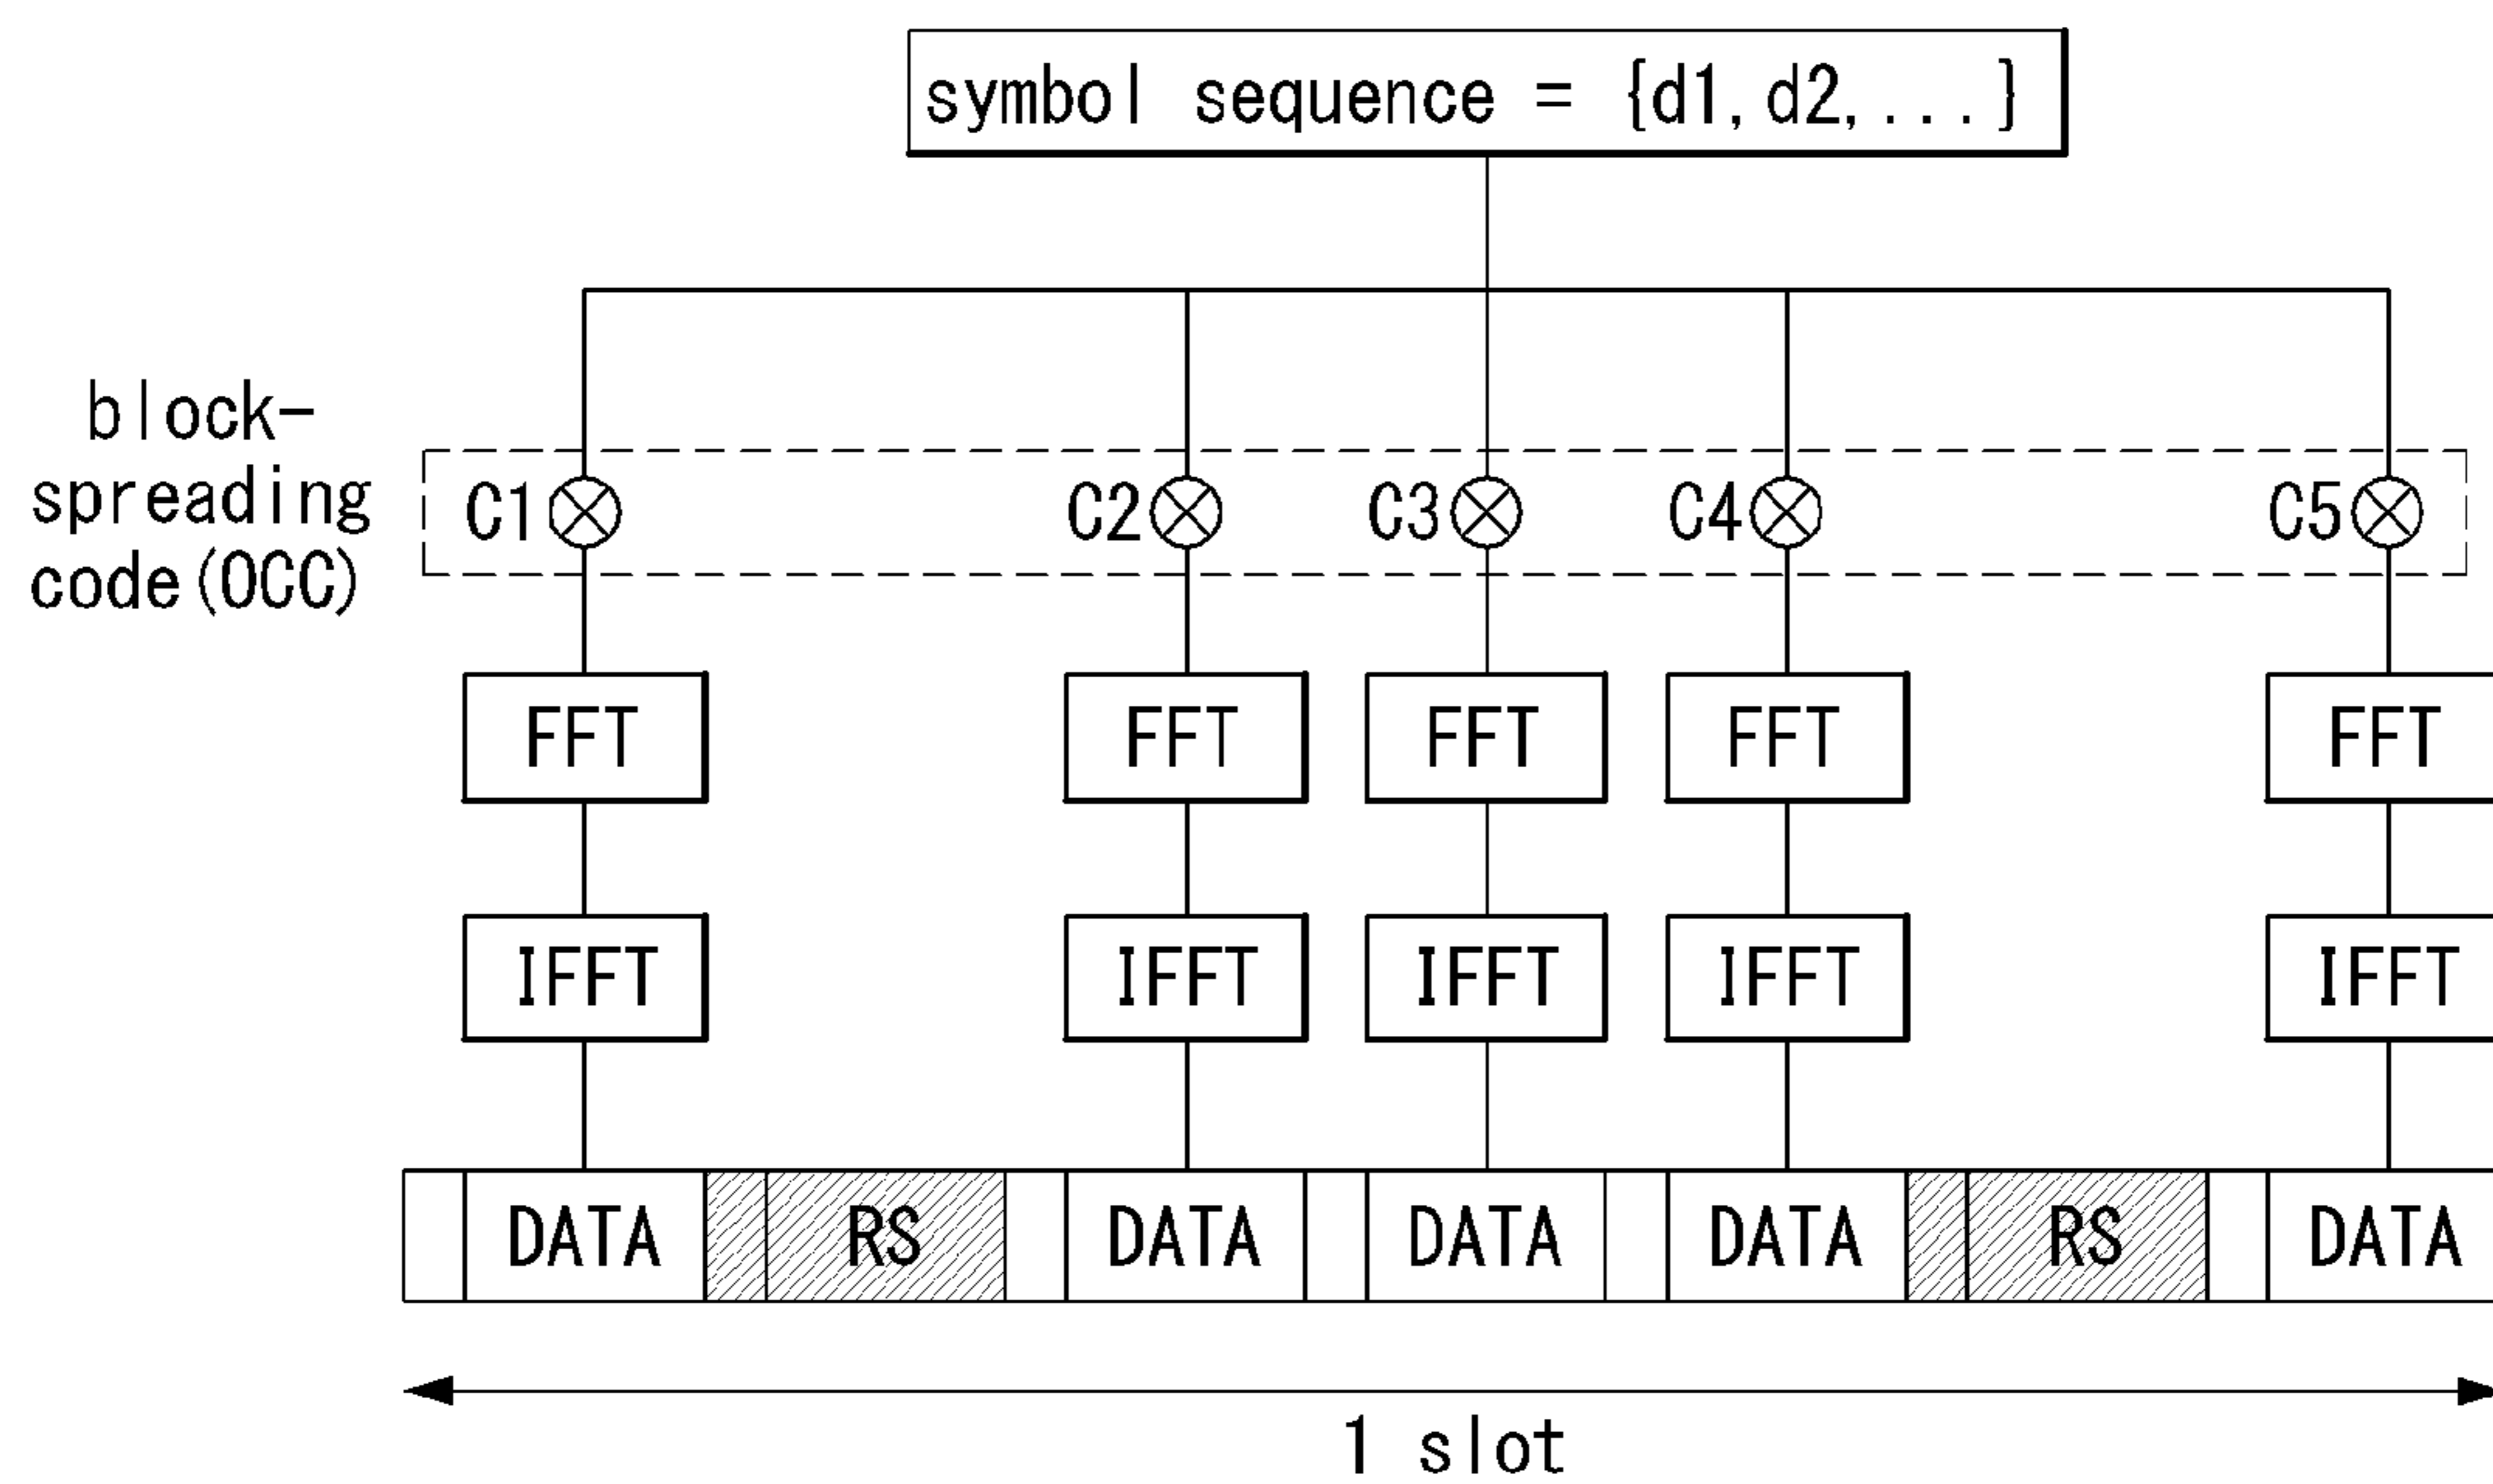 symbol sequence = {d1,d2,...}
block-
spreading
code(OCC)
C1 C2 C3 C4 C5
FFT FFT FFT FFT FFT
IFFT IFFT IFFT IFFT IFFT
DATA RS DATA DATA DATA RS DATA
1 slot